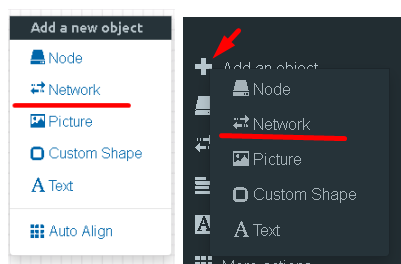 Add a new object
Node
Network
Picture
Custom Shape
Text
Auto Align
Add an object
Node
Network
Picture
Custom Shape
Text
More actions